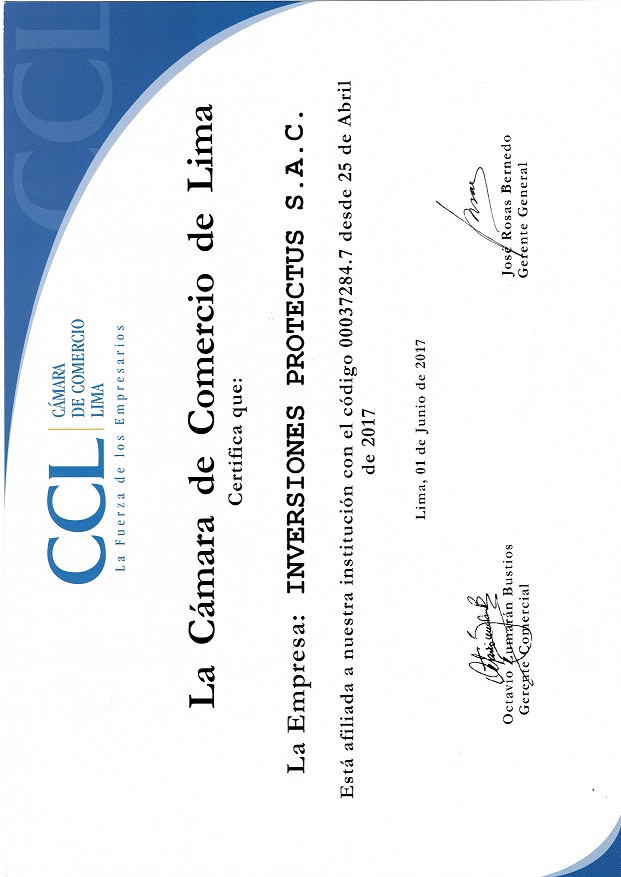 CCL
CCL
CÁMARA
DE COMERCIO
LIMA
La Fuerza de los Empresarios
La Cámara de Comercio de Lima
Certifica que:
La Empresa: INVERSIONES PROTECTUS S.A.C.
Está afiliada a nuestra institución con el código 00037284.7 desde 25 de Abril
de 2017
Lima, 01 de Junio de 2017
Octavio Zumarán Bustios
Gerente Comercial
José Rosas Bernedo
Gerente General